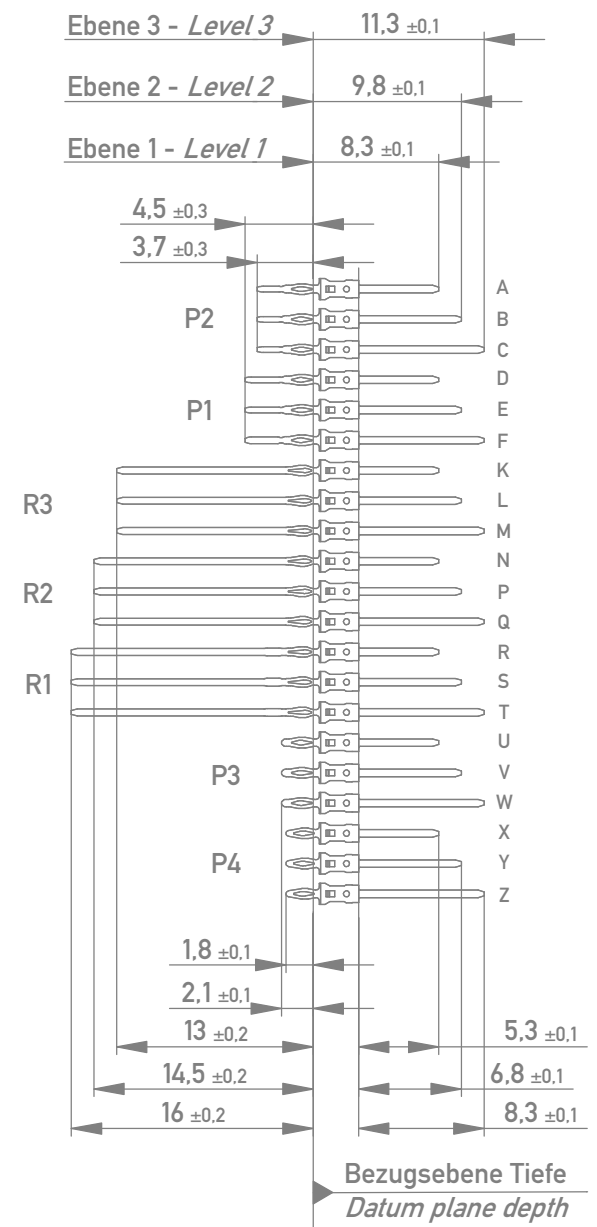 Ebene 3 - Level 3 11,3 ±0,1
Ebene 2 - Level 2 9,8 ±0,1
Ebene 1 - Level 1 8,3 ±0,1
4,5 ±0,3
3,7 ±0,3
A
P2 B
C
D
P1 E
F
K
R3 L
M
N
R2 P
Q
R
R1 S
T
U
P3 V
W
X
P4 Y
Z
1,8 ±0,1
2,1 ±0,1
13 ±0,2 5,3 ±0,1
14,5 ±0,2 6,8 ±0,1
16 ±0,2 8,3 ±0,1
Bezugsebene Tiefe
Datum plane depth